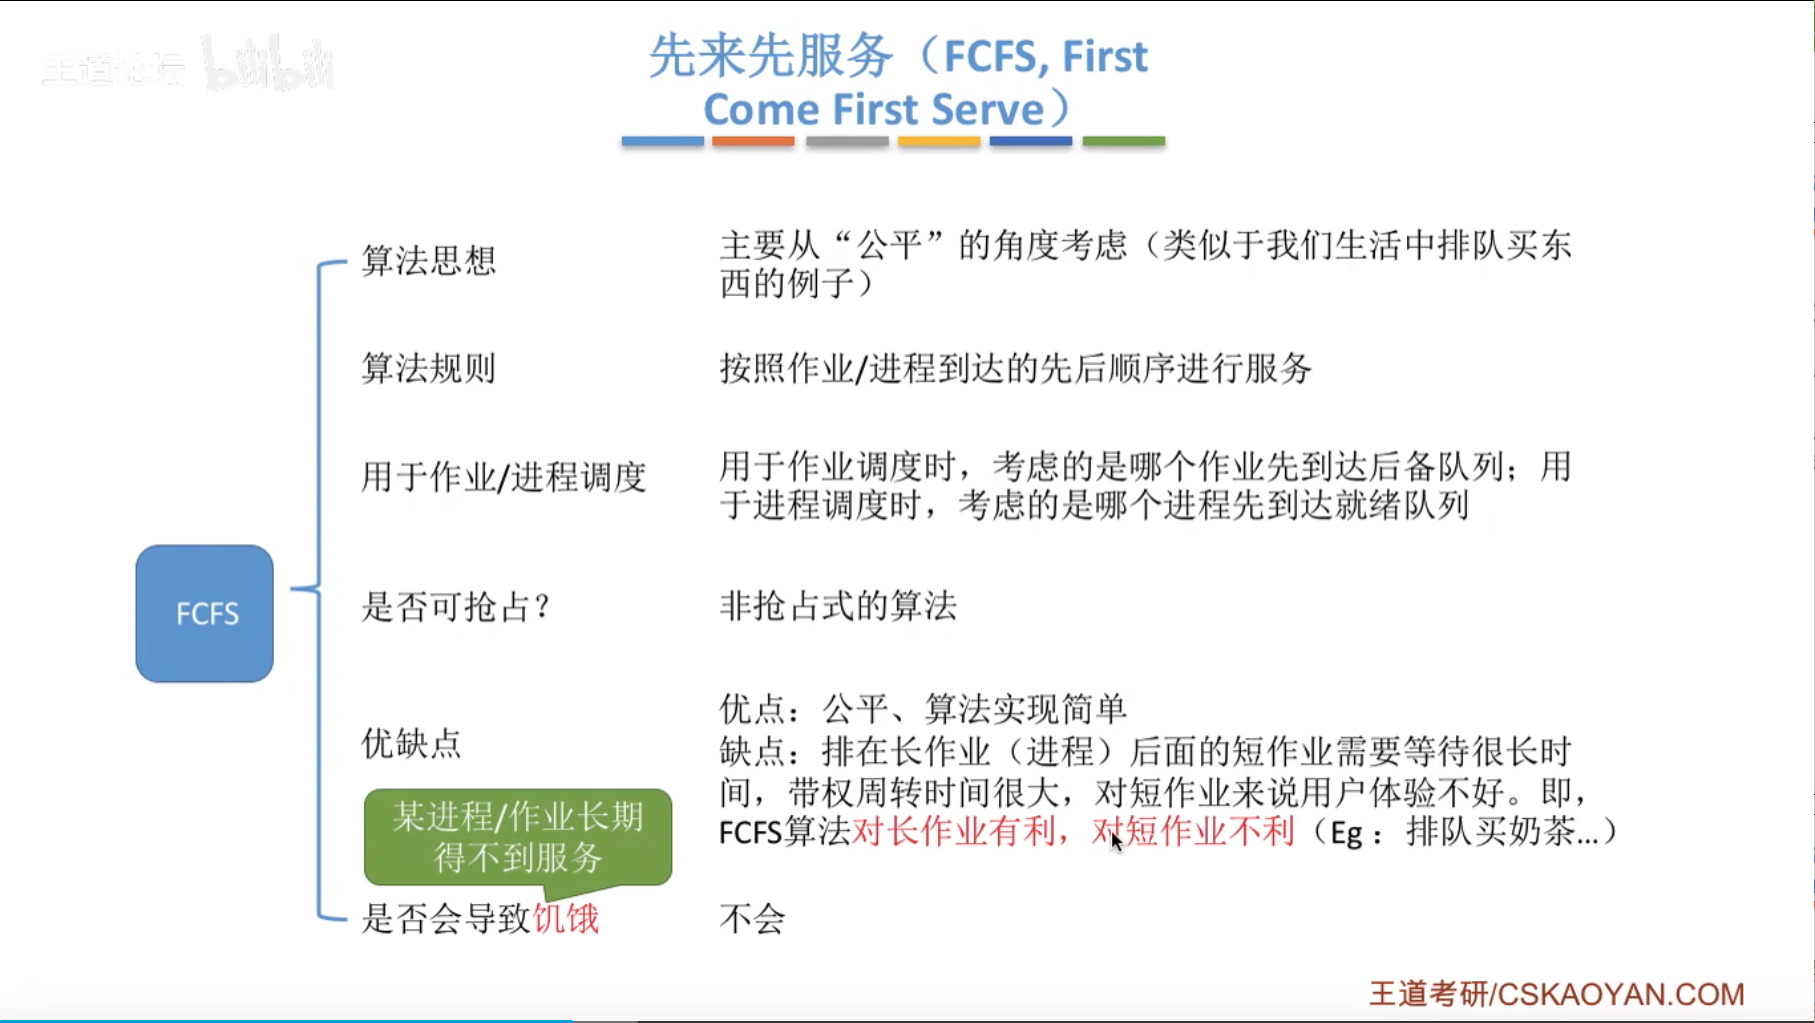 王道论坛 bilibili
先来先服务（FCFS, First
Come First Serve）
算法思想
主要从“公平”的角度考虑（类似于我们生活中排队买东
西的例子）
算法规则
按照作业/进程到达的先后顺序进行服务
用于作业/进程调度
用于作业调度时，考虑的是哪个作业先到达后备队列；用
于进程调度时，考虑的是哪个进程先到达就绪队列
FCFS
是否可抢占？
非抢占式的算法
优缺点
优点：公平、算法实现简单
缺点：排在长作业（进程）后面的短作业需要等待很长时
间，带权周转时间很大，对短作业来说用户体验不好。即，
FCFS算法对长作业有利，对短作业不利（Eg：排队买奶茶...）
某进程/作业长期
得不到服务
是否会导致饥饿
不会
王道考研/CSKAOYAN.COM